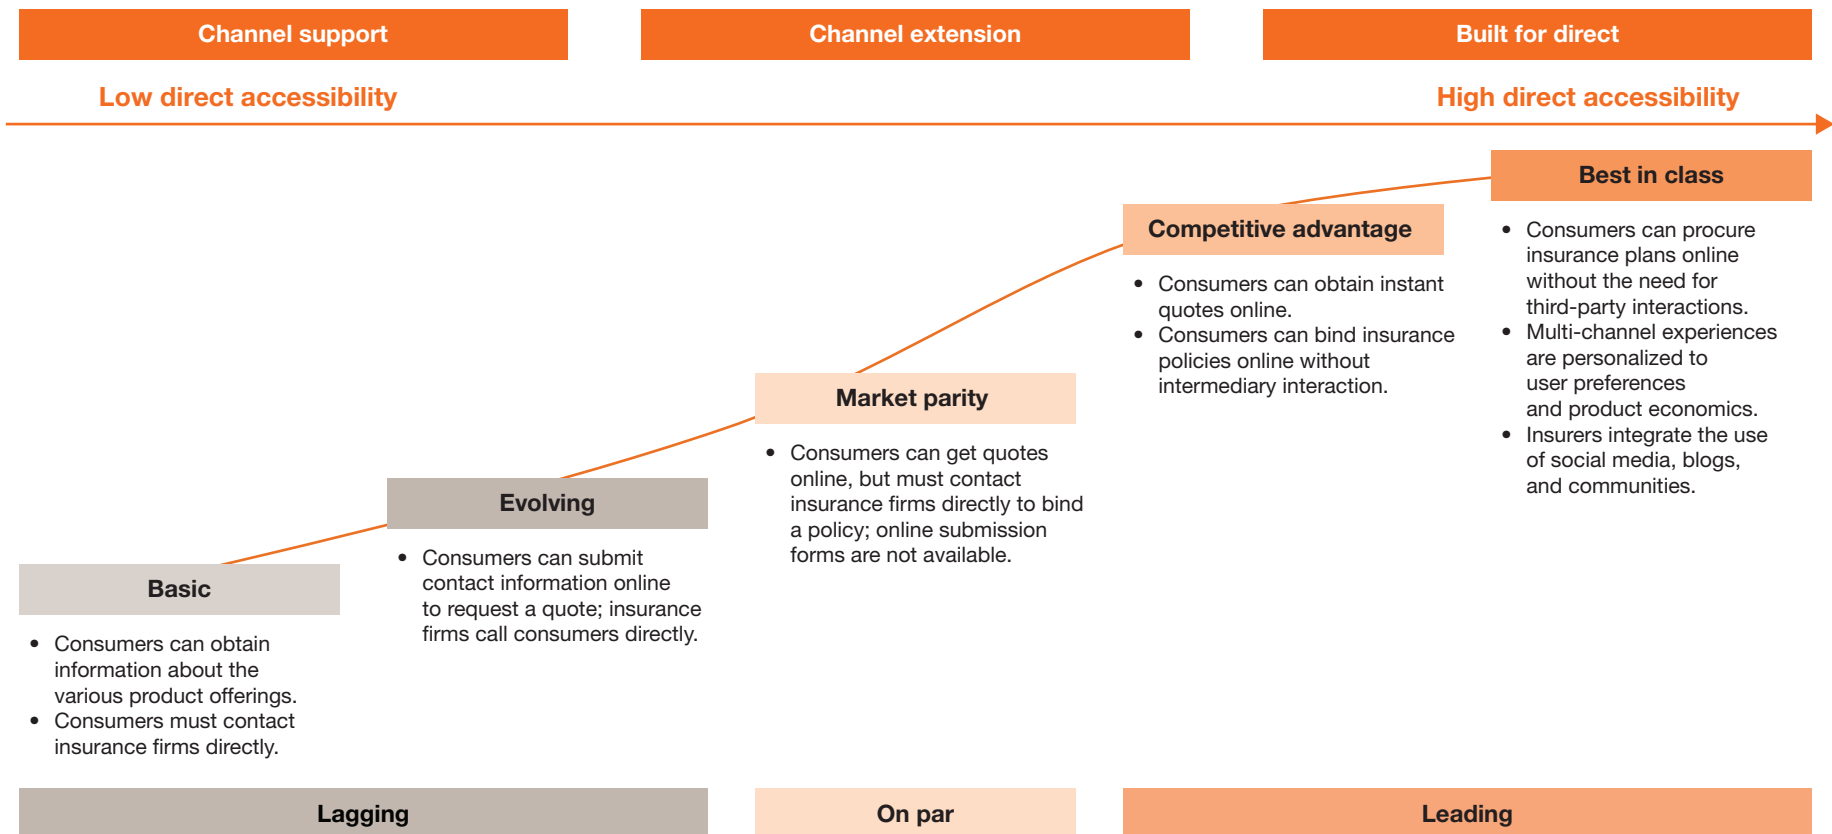 Channel support
Channel extension
Built for direct
Low direct accessibility
High direct accessibility
Best in class
• Consumers can procure
insurance plans online
without the need for
third-party interactions.
• Multi-channel experiences
are personalized to
user preferences
and product economics.
• Insurers integrate the use
of social media, blogs,
and communities.
Competitive advantage
• Consumers can obtain instant
quotes online.
• Consumers can bind insurance
policies online without
intermediary interaction.
Market parity
• Consumers can get quotes
online, but must contact
insurance firms directly to bind
a policy; online submission
forms are not available.
Evolving
• Consumers can submit
contact information online
to request a quote; insurance
firms call consumers directly.
Basic
• Consumers can obtain
information about the
various product offerings.
• Consumers must contact
insurance firms directly.
Lagging
On par
Leading